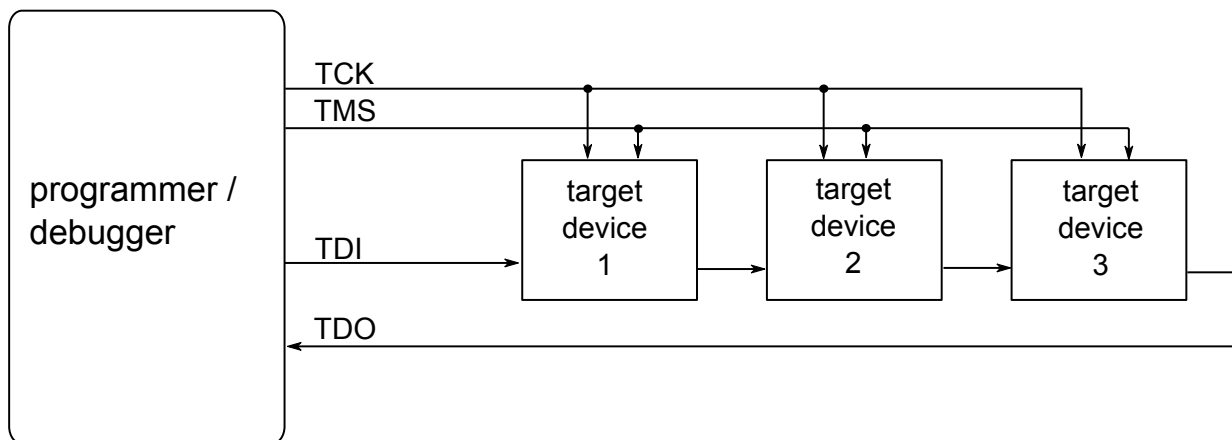 programmer /
debugger
TCK
TMS
TDI
TDO
target
device
1
target
device
2
target
device
3